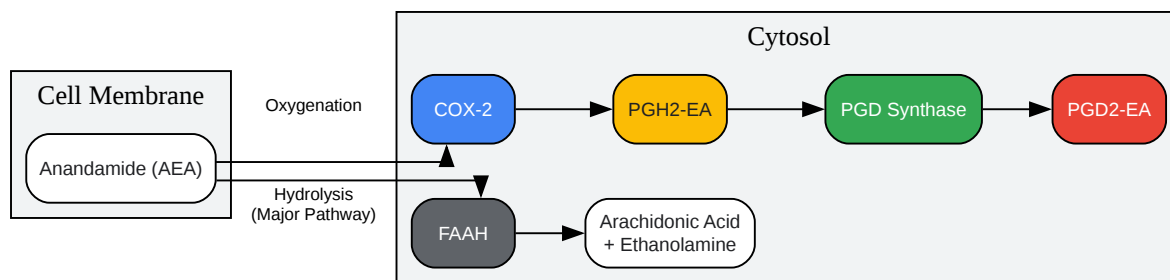 Cytosol
Cell Membrane
Oxygenation
COX-2
PGH2-EA
PGD Synthase
PGD2-EA
Anandamide (AEA)
Hydrolysis
(Major Pathway)
FAAH
Arachidonic Acid
+ Ethanolamine